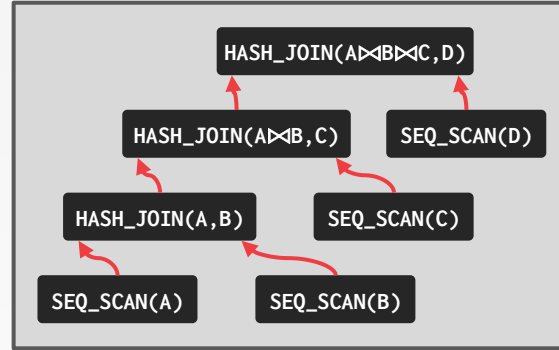 HASH_JOIN(A⨝B⨝C,D)
HASH_JOIN(A⨝B,C)
SEQ_SCAN(D)
HASH_JOIN(A,B)
SEQ_SCAN(C)
SEQ_SCAN(A)
SEQ_SCAN(B)